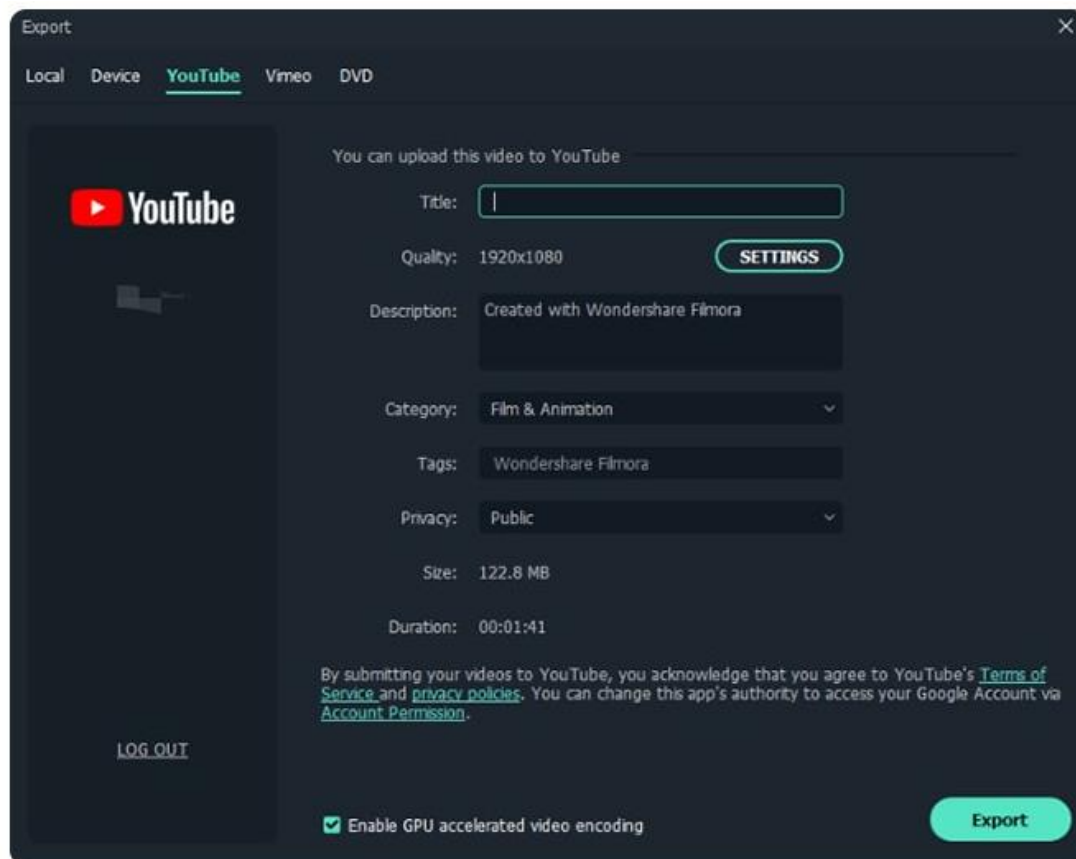 Export
Local Device YouTube Vimeo DVD
YouTube
You can upload this video to YouTube
Title:
Quality: 1920x1080 SETTINGS
Description: Created with Wondershare Filmora
Category: Film & Animation
Tags: Wondershare Filmora
Privacy: Public
Size: 122.8 MB
Duration: 00:01:41
By submitting your videos to YouTube, you acknowledge that you agree to YouTube's Terms of
Service and privacy policies. You can change this app's authority to access your Google Account via
Account Permission.
LOG OUT
Enable GPU accelerated video encoding
Export